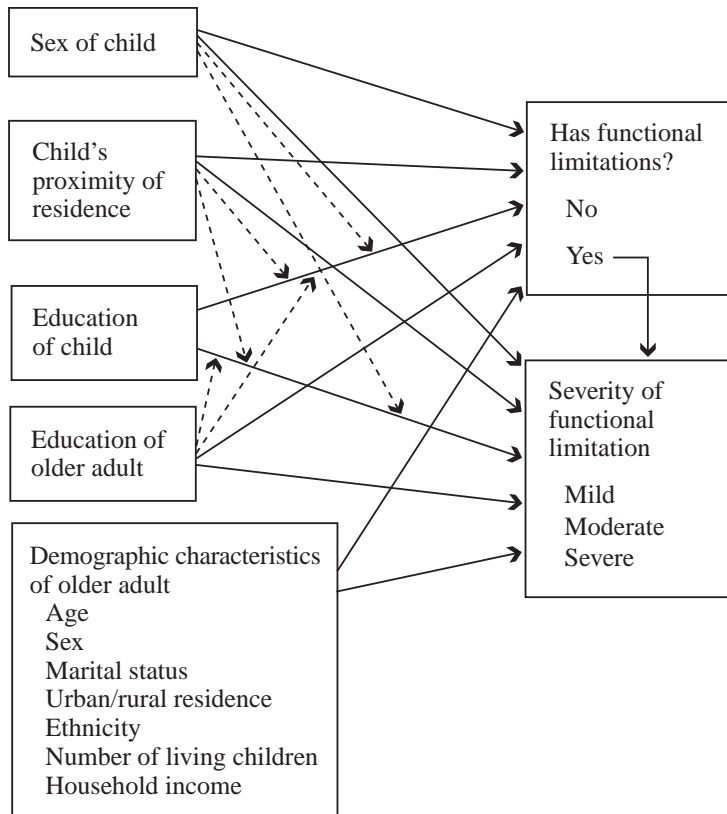 Sex of child
Child’s
proximity of
residence
Education
of child
Education of
older adult
Demographic characteristics
of older adult
Age
Sex
Marital status
Urban/rural residence
Ethnicity
Number of living children
Household income
Has functional
limitations?
No
Yes
Severity of
functional
limitation
Mild
Moderate
Severe